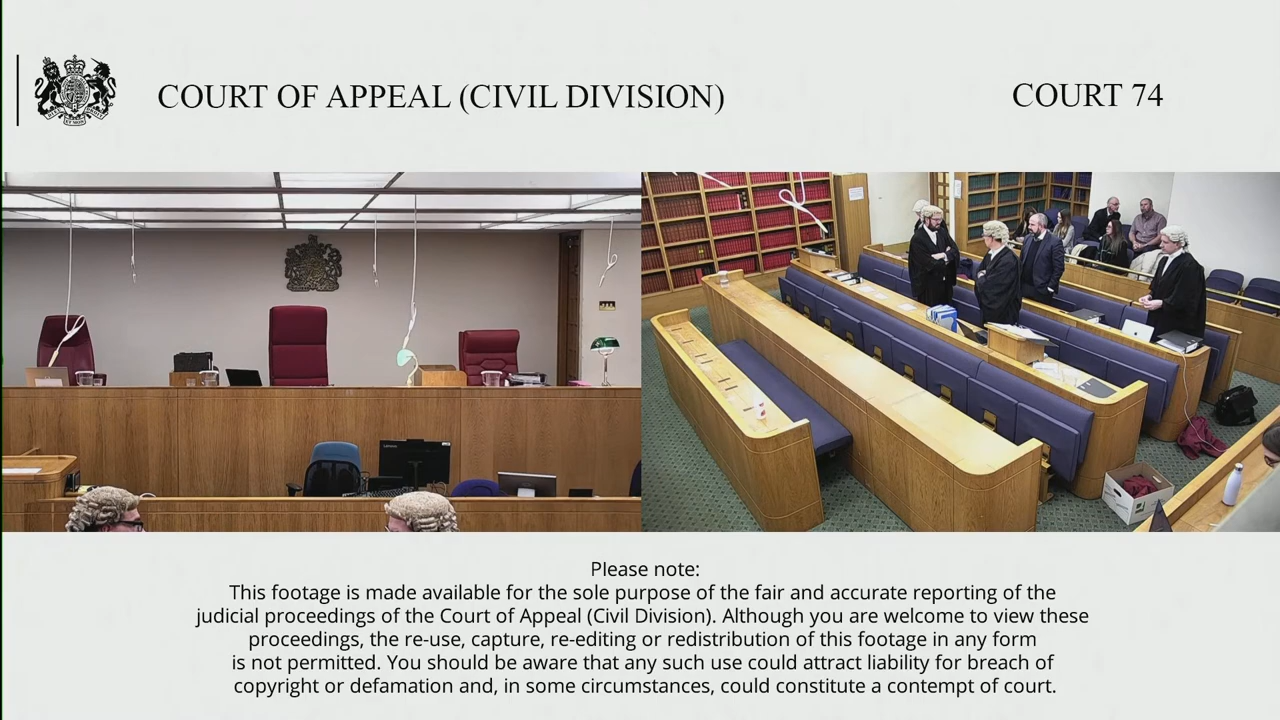 COURT OF APPEAL (CIVIL DIVISION)
COURT 74
Please note:
This footage is made available for the sole purpose of the fair and accurate reporting of the
judicial proceedings of the Court of Appeal (Civil Division). Although you are welcome to view these
proceedings, the re-use, capture, re-editing or redistribution of this footage in any form
is not permitted. You should be aware that any such use could attract liability for breach of
copyright or defamation and, in some circumstances, could constitute a contempt of court.